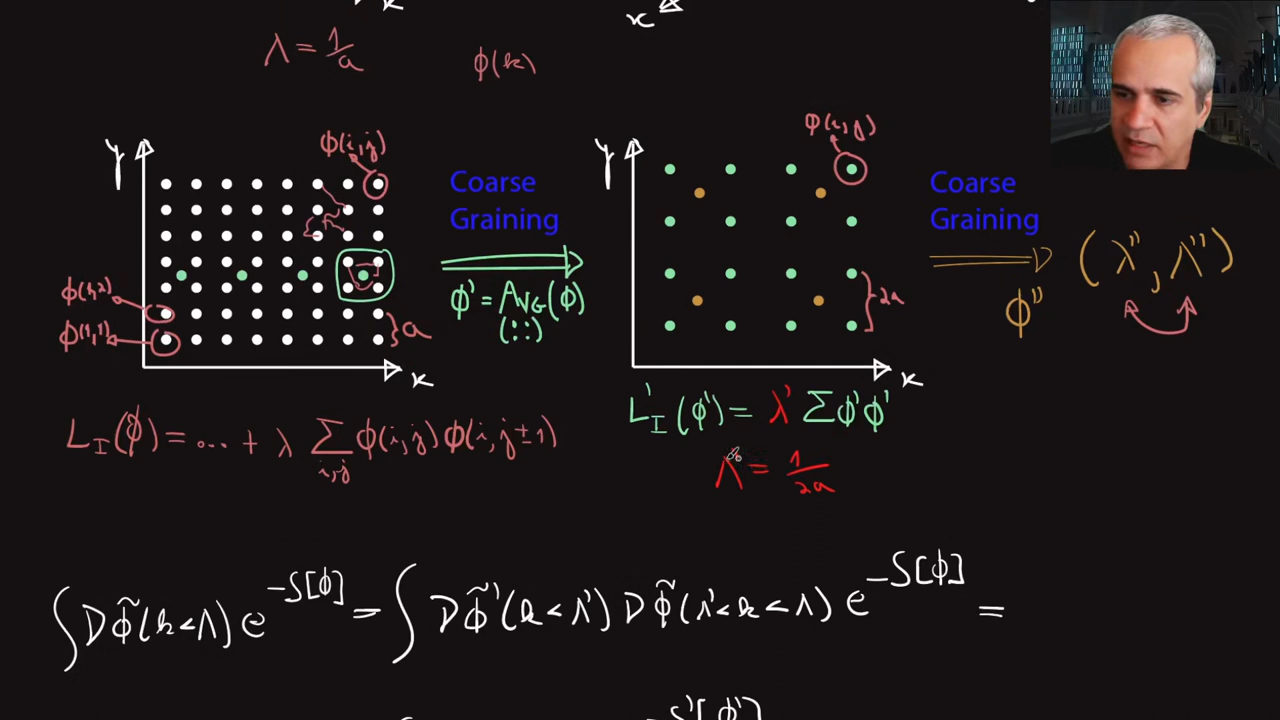 Λ = 1/a
φ(k)
Y
φ(i,j)
φ(1,2)
φ(1,1)
a
x
Coarse
Graining
φ' = AVG(φ)
(::)
Y
φ(i,j)
2a
x
Coarse
Graining
φ''
(λ'', Λ'')
L_I(φ) = ... + λ Σ_{i,j} φ(i,j) φ(i,j±1)
L'_I(φ') = λ' Σ φ'φ'
Λ = 1/2a
∫ Dφ̃(k<Λ) e^{-S[φ]} = ∫ Dφ̃'(k<Λ') Dφ̃(Λ'<k<Λ) e^{-S[φ]} =
-S'[φ']